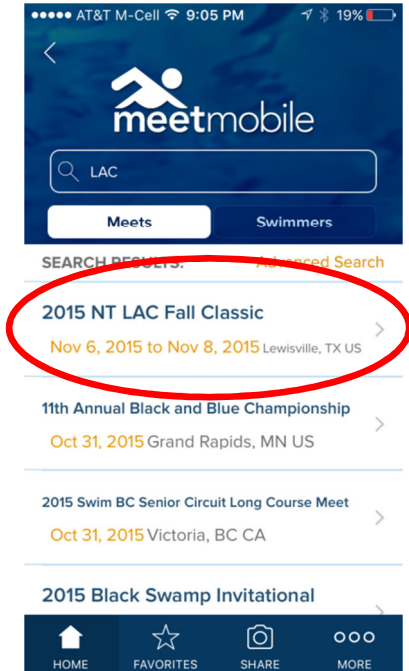 AT&T M-Cell 9:05 PM 19%
meetmobile
LAC
Meets Swimmers
SEARCH RESULTS: Advanced Search
2015 NT LAC Fall Classic
Nov 6, 2015 to Nov 8, 2015 Lewisville, TX US
11th Annual Black and Blue Championship
Oct 31, 2015 Grand Rapids, MN US
2015 Swim BC Senior Circuit Long Course Meet
Oct 31, 2015 Victoria, BC CA
2015 Black Swamp Invitational
HOME FAVORITES SHARE MORE